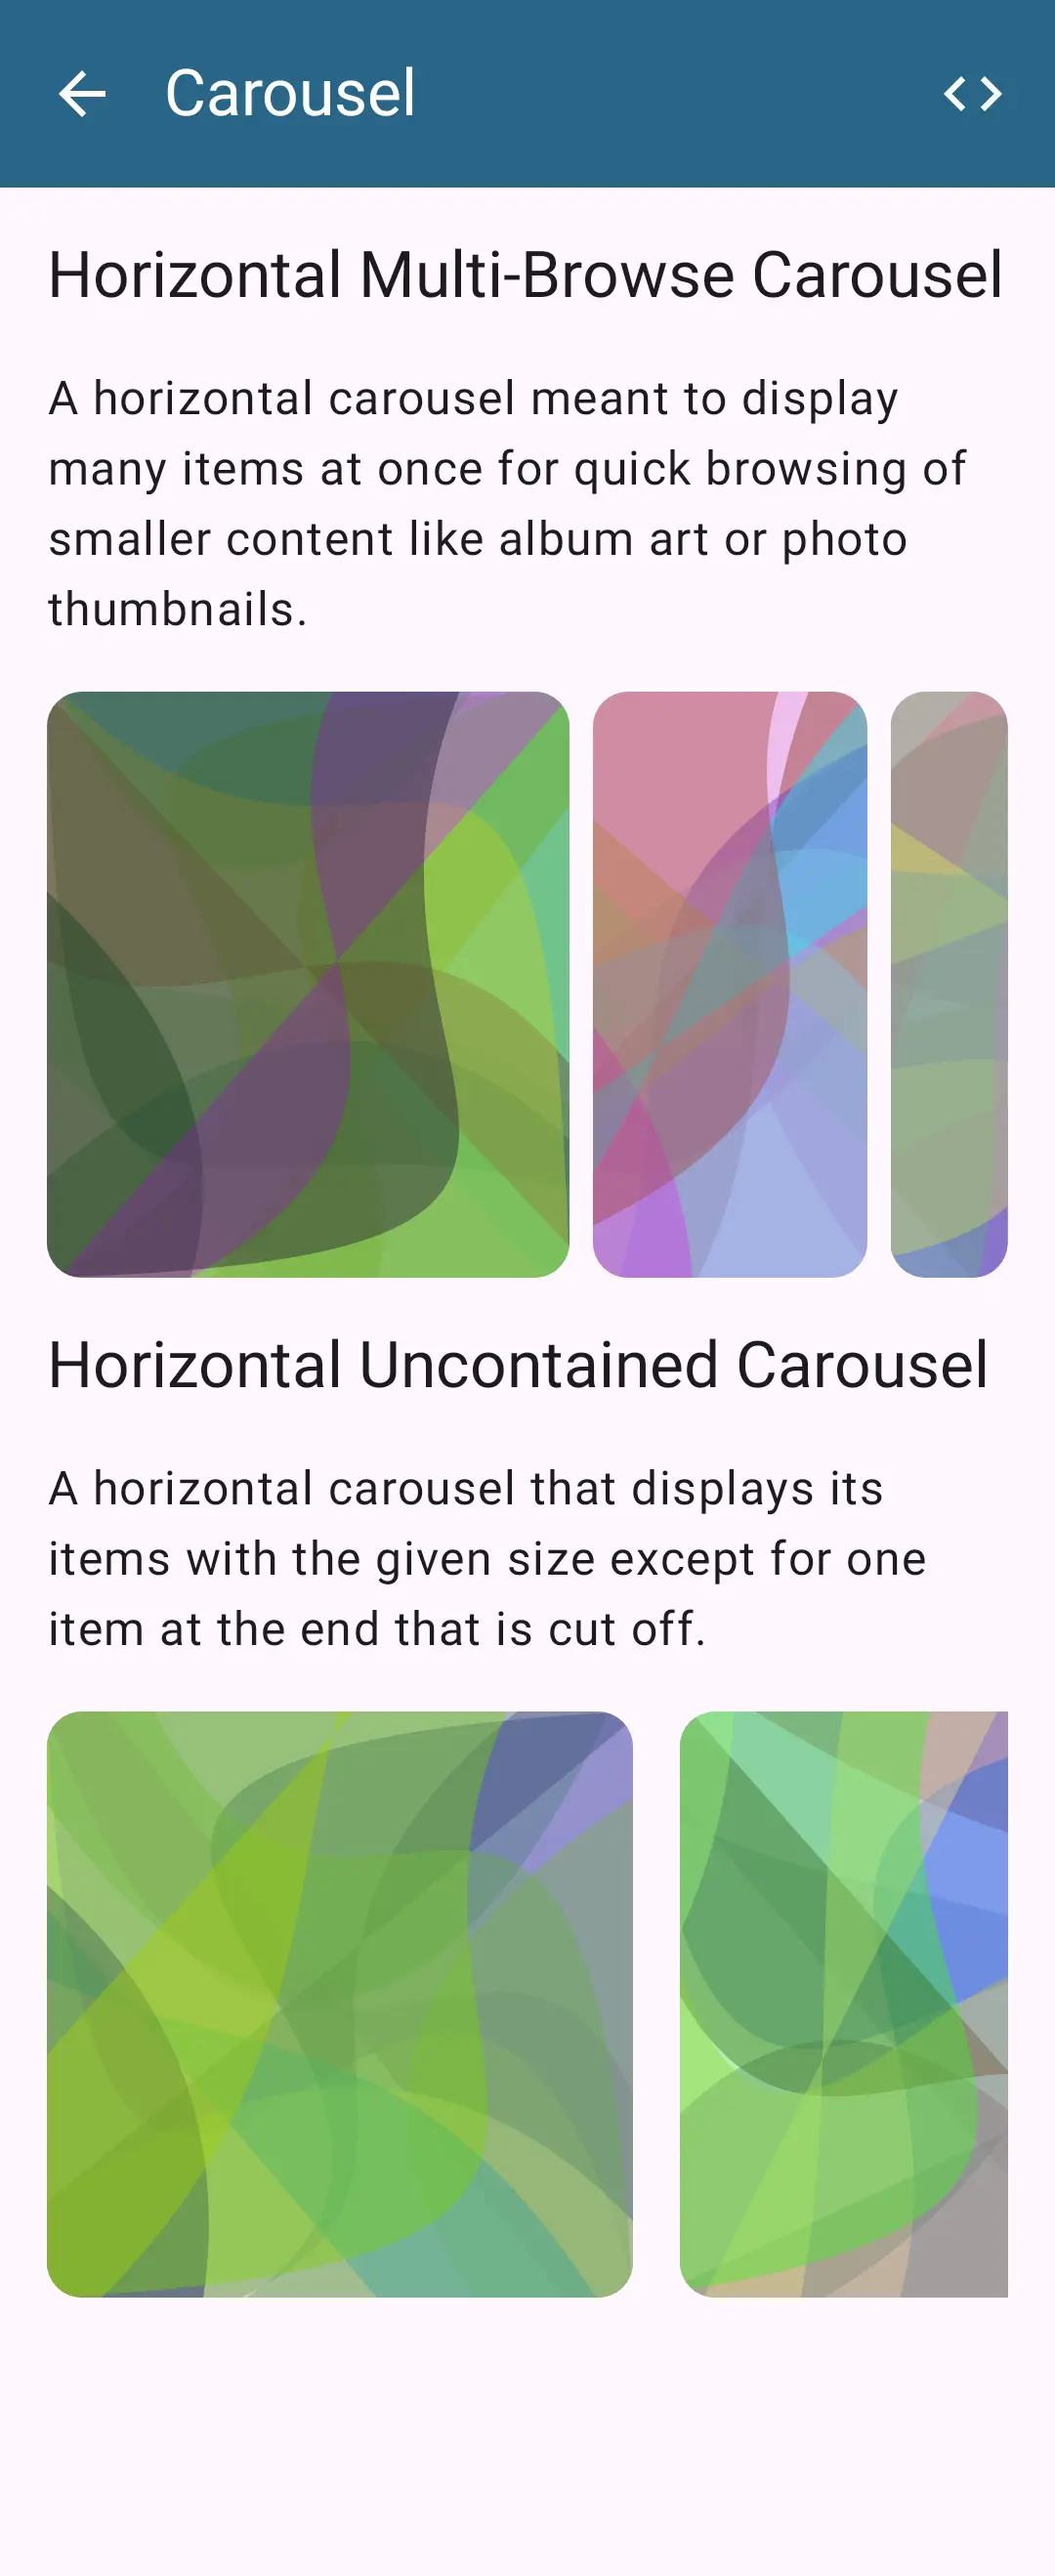 Carousel
Horizontal Multi-Browse Carousel
A horizontal carousel meant to display
many items at once for quick browsing of
smaller content like album art or photo
thumbnails.
Horizontal Uncontained Carousel
A horizontal carousel that displays its
items with the given size except for one
item at the end that is cut off.